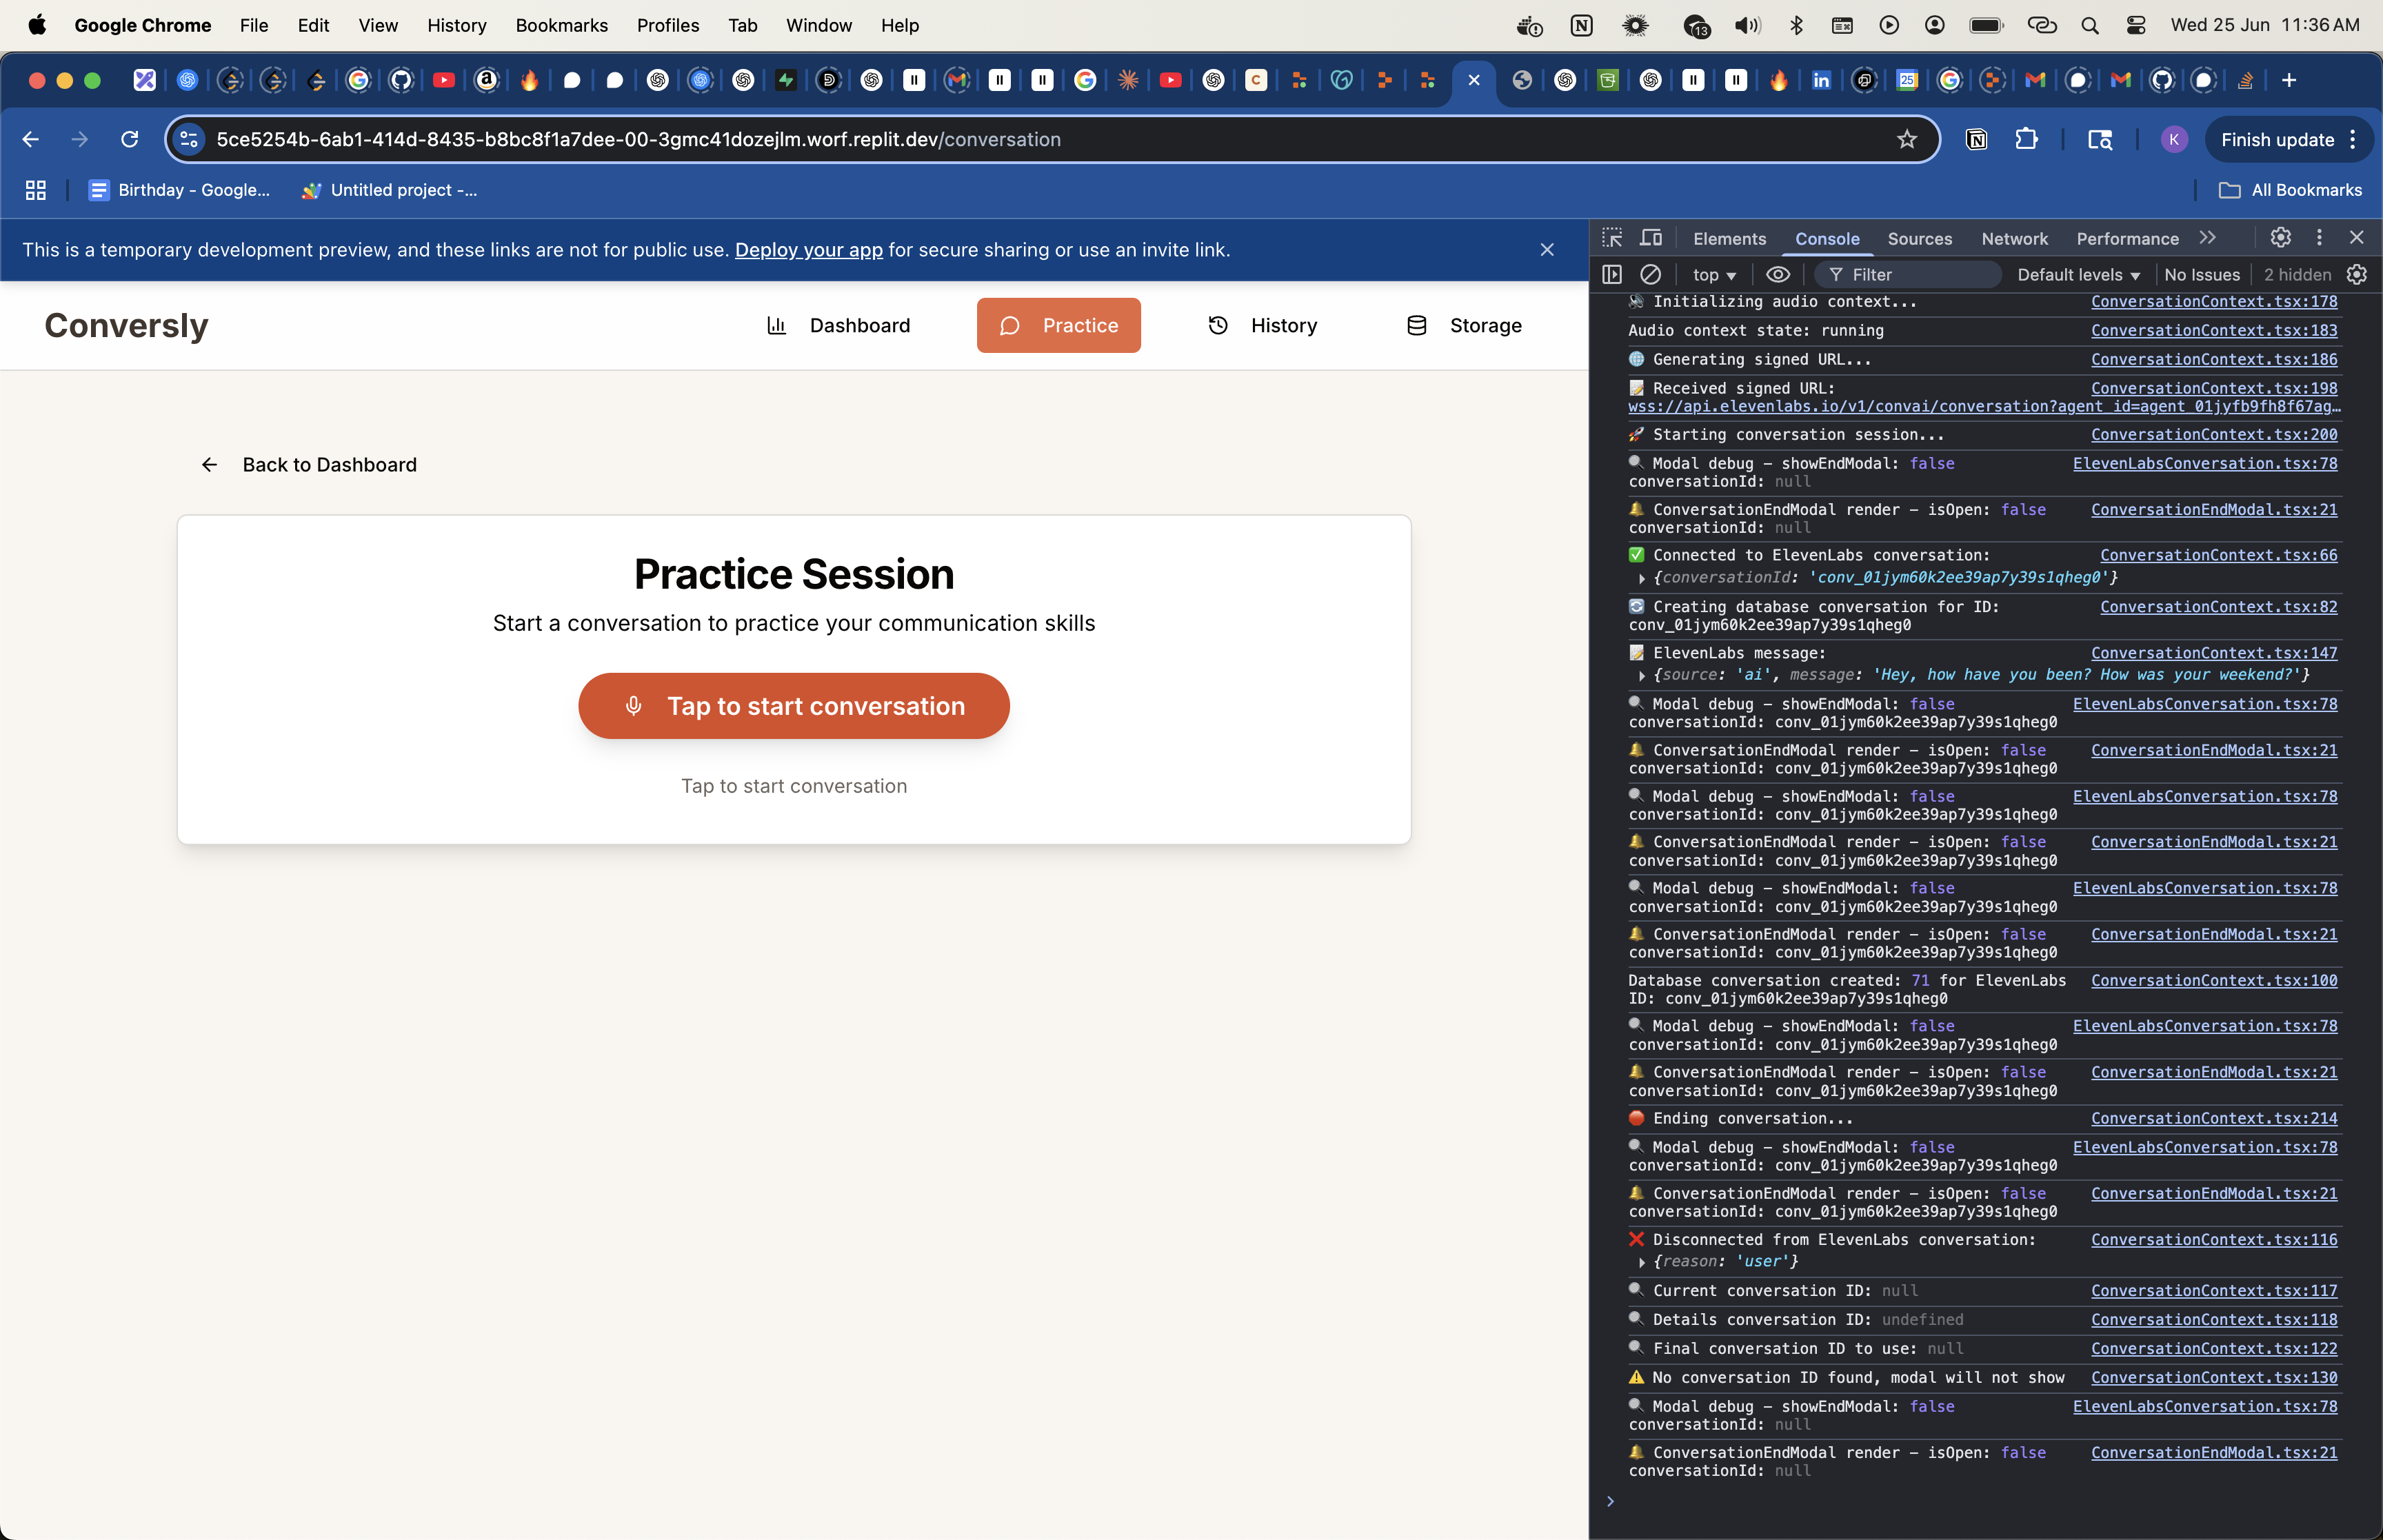 Google Chrome File Edit View History Bookmarks Profiles Tab Window Help
13
Wed 25 Jun 11:36 AM
25
5ce5254b-6ab1-414d-8435-b8bc8f1a7dee-00-3gmc41dozejlm.worf.replit.dev/conversation
K
Finish update
Birthday - Google...
Untitled project -...
All Bookmarks
This is a temporary development preview, and these links are not for public use. Deploy your app for secure sharing or use an invite link.
Conversly
Dashboard
Practice
History
Storage
Back to Dashboard
Practice Session
Start a conversation to practice your communication skills
Tap to start conversation
Tap to start conversation
Elements Console Sources Network Performance
top
Filter
Default levels
No Issues
2 hidden
🔊 Initializing audio context... ConversationContext.tsx:178
Audio context state: running ConversationContext.tsx:183
🌐 Generating signed URL... ConversationContext.tsx:186
📝 Received signed URL: ConversationContext.tsx:198
wss://api.elevenlabs.io/v1/convai/conversation?agent_id=agent_01jyfb9fh8f67ag…
🚀 Starting conversation session... ConversationContext.tsx:200
🔍 Modal debug – showEndModal: false ElevenLabsConversation.tsx:78
conversationId: null
🔔 ConversationEndModal render – isOpen: false ConversationEndModal.tsx:21
conversationId: null
✅ Connected to ElevenLabs conversation: ConversationContext.tsx:66
{conversationId: 'conv_01jym60k2ee39ap7y39s1qheg0'}
🔄 Creating database conversation for ID: ConversationContext.tsx:82
conv_01jym60k2ee39ap7y39s1qheg0
📝 ElevenLabs message: ConversationContext.tsx:147
{source: 'ai', message: 'Hey, how have you been? How was your weekend?'}
🔍 Modal debug – showEndModal: false ElevenLabsConversation.tsx:78
conversationId: conv_01jym60k2ee39ap7y39s1qheg0
🔔 ConversationEndModal render – isOpen: false ConversationEndModal.tsx:21
conversationId: conv_01jym60k2ee39ap7y39s1qheg0
🔍 Modal debug – showEndModal: false ElevenLabsConversation.tsx:78
conversationId: conv_01jym60k2ee39ap7y39s1qheg0
🔔 ConversationEndModal render – isOpen: false ConversationEndModal.tsx:21
conversationId: conv_01jym60k2ee39ap7y39s1qheg0
🔍 Modal debug – showEndModal: false ElevenLabsConversation.tsx:78
conversationId: conv_01jym60k2ee39ap7y39s1qheg0
🔔 ConversationEndModal render – isOpen: false ConversationEndModal.tsx:21
conversationId: conv_01jym60k2ee39ap7y39s1qheg0
Database conversation created: 71 for ElevenLabs ConversationContext.tsx:100
ID: conv_01jym60k2ee39ap7y39s1qheg0
🔍 Modal debug – showEndModal: false ElevenLabsConversation.tsx:78
conversationId: conv_01jym60k2ee39ap7y39s1qheg0
🔔 ConversationEndModal render – isOpen: false ConversationEndModal.tsx:21
conversationId: conv_01jym60k2ee39ap7y39s1qheg0
🛑 Ending conversation... ConversationContext.tsx:214
🔍 Modal debug – showEndModal: false ElevenLabsConversation.tsx:78
conversationId: conv_01jym60k2ee39ap7y39s1qheg0
🔔 ConversationEndModal render – isOpen: false ConversationEndModal.tsx:21
conversationId: conv_01jym60k2ee39ap7y39s1qheg0
❌ Disconnected from ElevenLabs conversation: ConversationContext.tsx:116
{reason: 'user'}
🔍 Current conversation ID: null ConversationContext.tsx:117
🔍 Details conversation ID: undefined ConversationContext.tsx:118
🔍 Final conversation ID to use: null ConversationContext.tsx:122
⚠️ No conversation ID found, modal will not show ConversationContext.tsx:130
🔍 Modal debug – showEndModal: false ElevenLabsConversation.tsx:78
conversationId: null
🔔 ConversationEndModal render – isOpen: false ConversationEndModal.tsx:21
conversationId: null